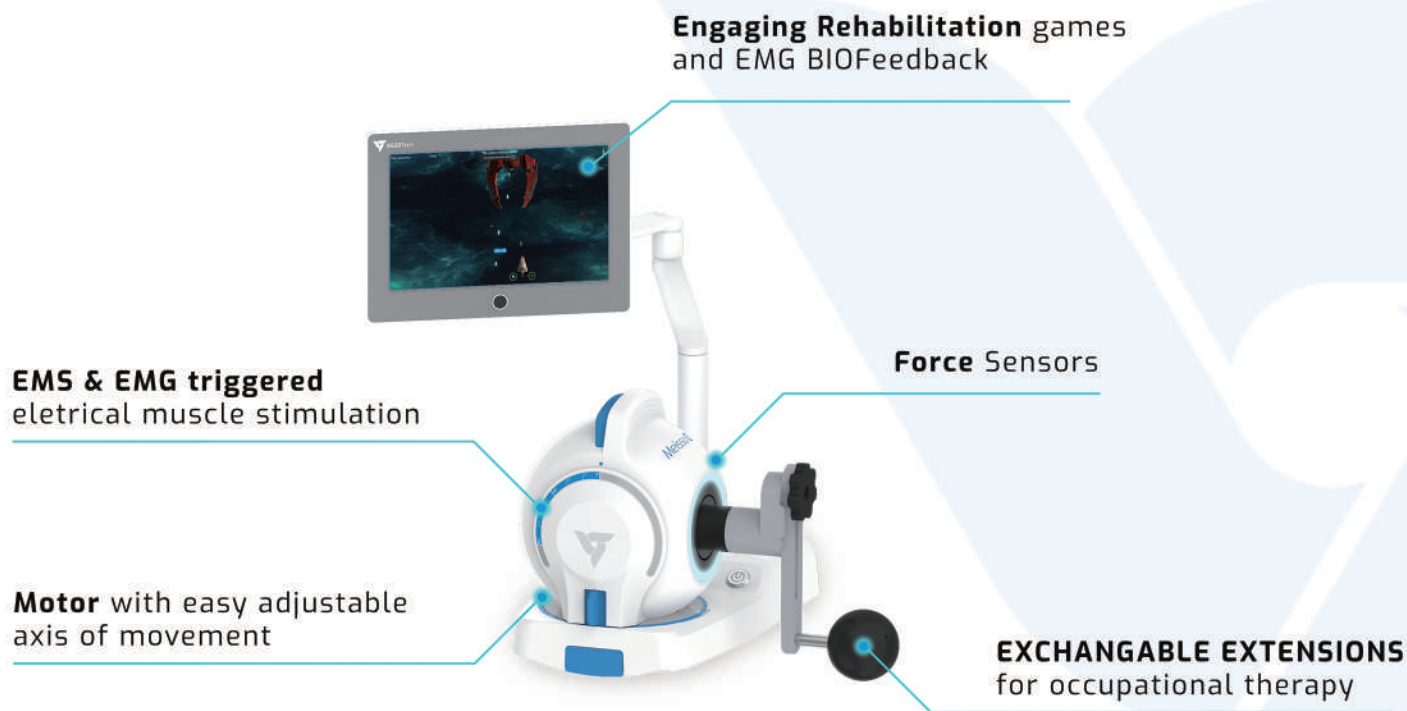 Engaging Rehabilitation games
and EMG BIOFeedback
EMS & EMG triggered
eletrical muscle stimulation
Force Sensors
Motor with easy adjustable
axis of movement
EXCHANGABLE EXTENSIONS
for occupational therapy